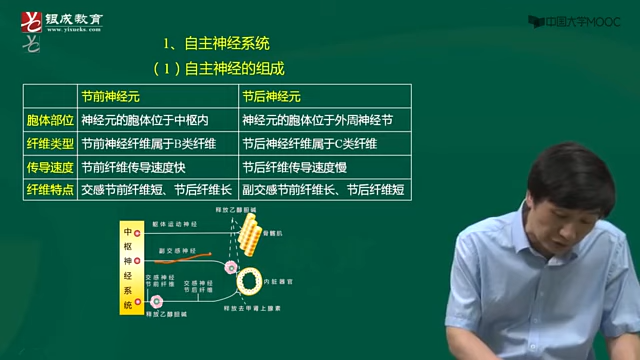 银成教育
www.yixueks.com
中国大学MOOC
1、自主神经系统
（1）自主神经的组成
节前神经元 节后神经元
胞体部位 神经元的胞体位于中枢内 神经元的胞体位于外周神经节
纤维类型 节前神经纤维属于B类纤维 节后神经纤维属于C类纤维
传导速度 节前纤维传导速度快 节后纤维传导速度慢
纤维特点 交感节前纤维短、节后纤维长 副交感节前纤维长、节后纤维短
释放乙酰胆碱
中枢神经系统
躯体运动神经
骨骼肌
副交感神经
交感神经节前纤维
交感神经节后纤维
内脏器官
释放乙酰胆碱
释放去甲肾上腺素